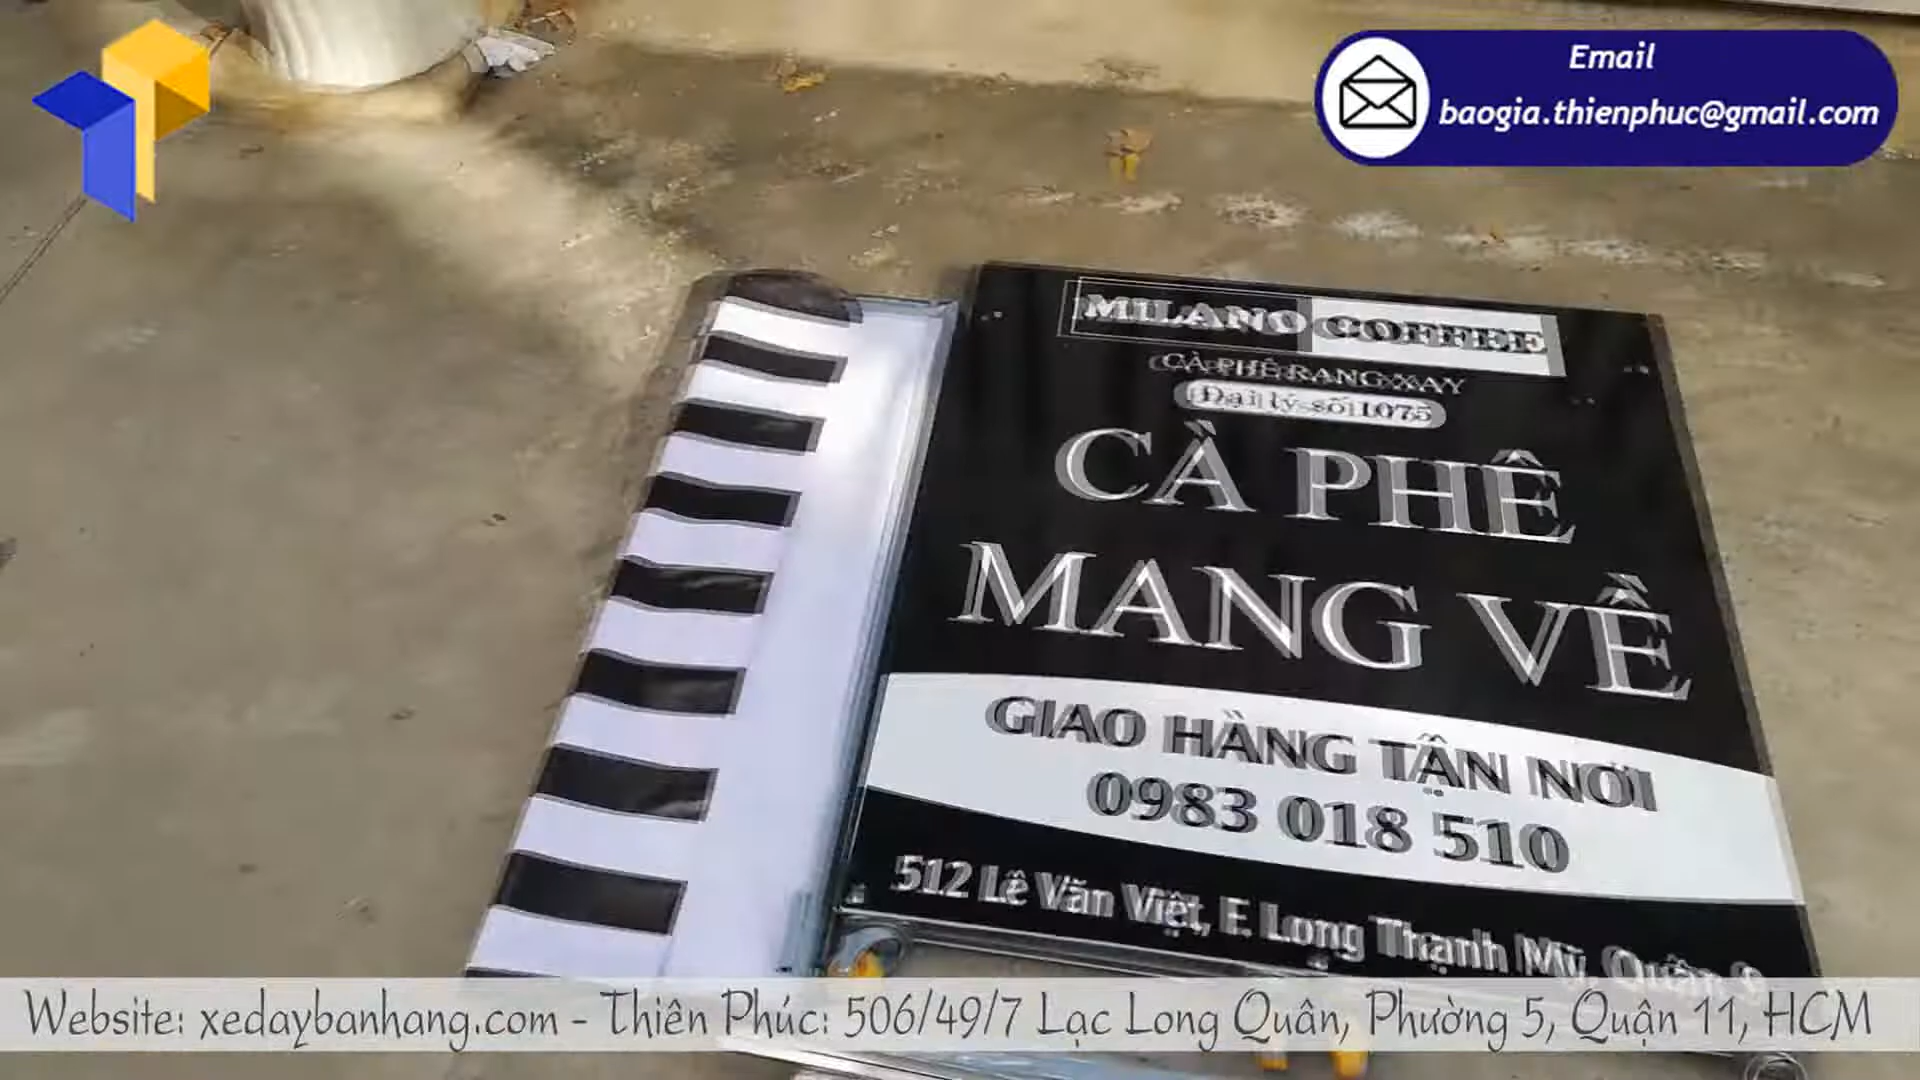 Email
baogia.thienphuc@gmail.com
MILANO COFFEE
CÀ PHÊ RANG XAY
Đại lý số 1075
CÀ PHÊ
MANG VỀ
GIAO HÀNG TẬN NƠI
0983 018 510
512 Lê Văn Việt, F. Long Thạnh Mỹ, Quận 9
Website: xedaybanhang.com - Thiên Phúc: 506/49/7 Lạc Long Quân, Phường 5, Quận 11, HCM